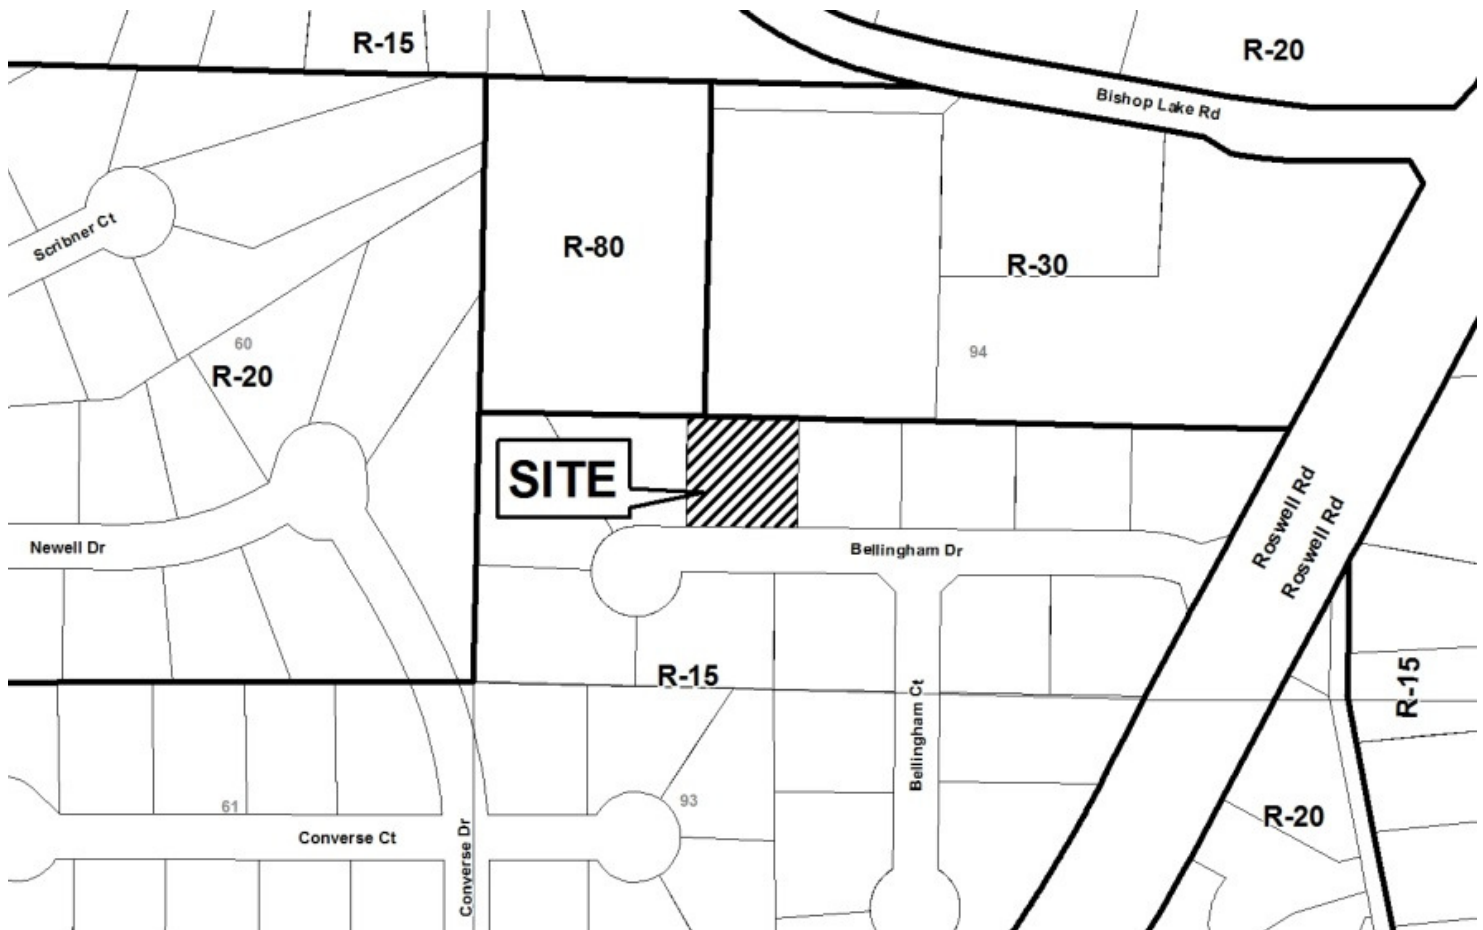 R-15
R-20
Bishop Lake Rd
Scribner Ct
R-80
R-30
60
R-20
94
SITE
Newell Dr
Bellingham Dr
Roswell Rd
Roswell Rd
R-15
R-15
Bellingham Ct
61
93
R-20
Converse Ct
Converse Dr